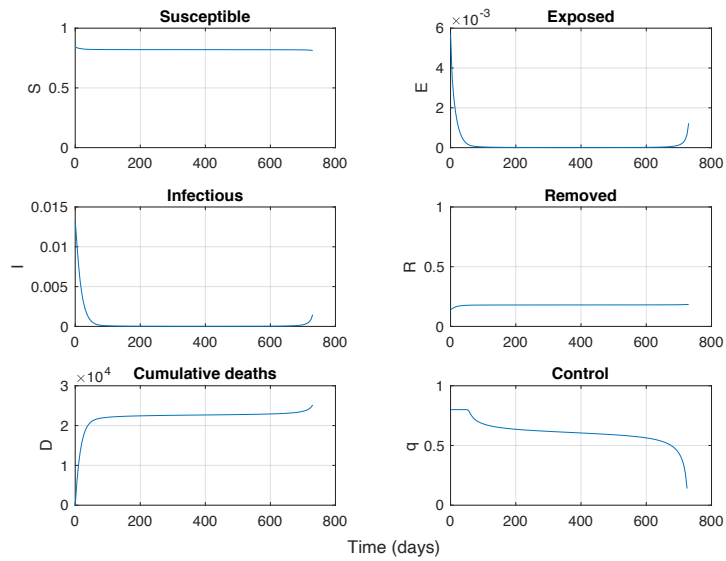 Susceptible
1
0.5
0
S
0 200 400 600 800
Exposed
×10⁻³
6
4
2
0
E
0 200 400 600 800
Infectious
0.015
0.01
0.005
0
I
0 200 400 600 800
Removed
1
0.5
0
R
0 200 400 600 800
Cumulative deaths
×10⁴
3
2
1
0
D
0 200 400 600 800
Control
1
0.5
0
q
0 200 400 600 800
Time (days)